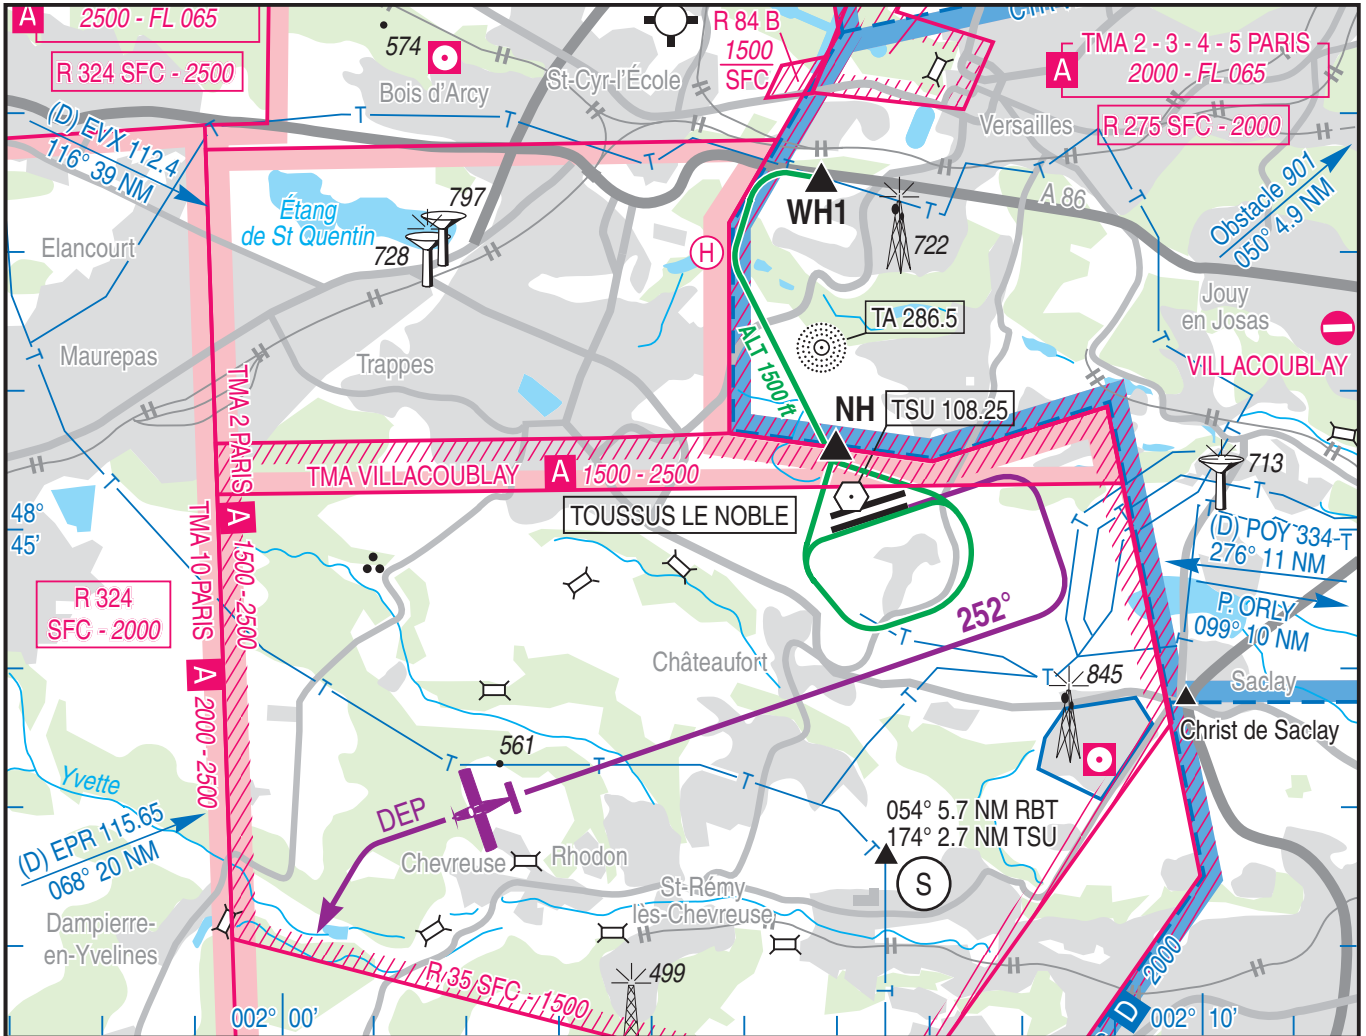 A
2500 - FL 065
R 324 SFC - 2500
574
Bois d'Arcy
St-Cyr-l'École
R 84 B
1500
SFC
A
TMA 2 - 3 - 4 - 5 PARIS
2000 - FL 065
R 275 SFC - 2000
Versailles
(D) EVX 112.4
116° 39 NM
T
T
T
T
T
797
Étang
de St Quentin
728
Elancourt
WH1
722
T
A 86
Obstacle 901
050° 4.9 NM
H
Jouy
en Josas
TA 286.5
T
T
Maurepas
Trappes
ALT 1500 ft
VILLACOUBLAY
NH
TSU 108.25
TMA 2 PARIS
TMA VILLACOUBLAY
A
1500 - 2500
713
T
T
T
TOUSSUS LE NOBLE
48°
45'
(D) POY 334-T
276° 11 NM
TMA 10 PARIS
A
1500 - 2500
R 324
SFC - 2000
P. ORLY
099° 10 NM
252°
T
T
T
Châteaufort
A
2000 - 2500
T
845
Saclay
Christ de Saclay
561
T
T
T
Yvette
DEP
054° 5.7 NM RBT
174° 2.7 NM TSU
T
(D) EPR 115.65
068° 20 NM
Chevreuse
Rhodon
S
St-Rémy
lès-Chevreuse
Dampierre-
en-Yvelines
R 35 SFC - 1500
499
T
2000
D
002° 00'
002° 10'